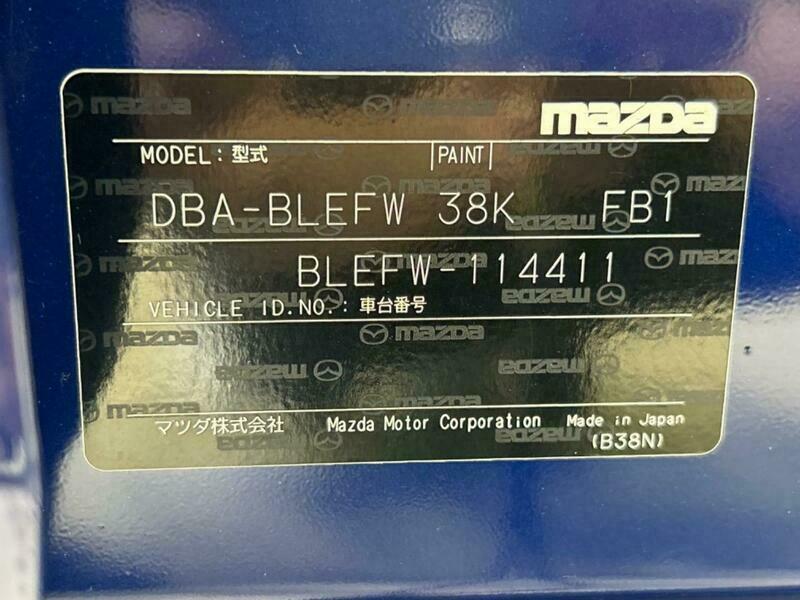 mazda
MODEL: 型式 PAINT
DBA-BLEFW 38K FB1
BLEFW-114411
VEHICLE ID.NO.: 車台番号
マツダ株式会社 Mazda Motor Corporation Made in Japan
(B38N)